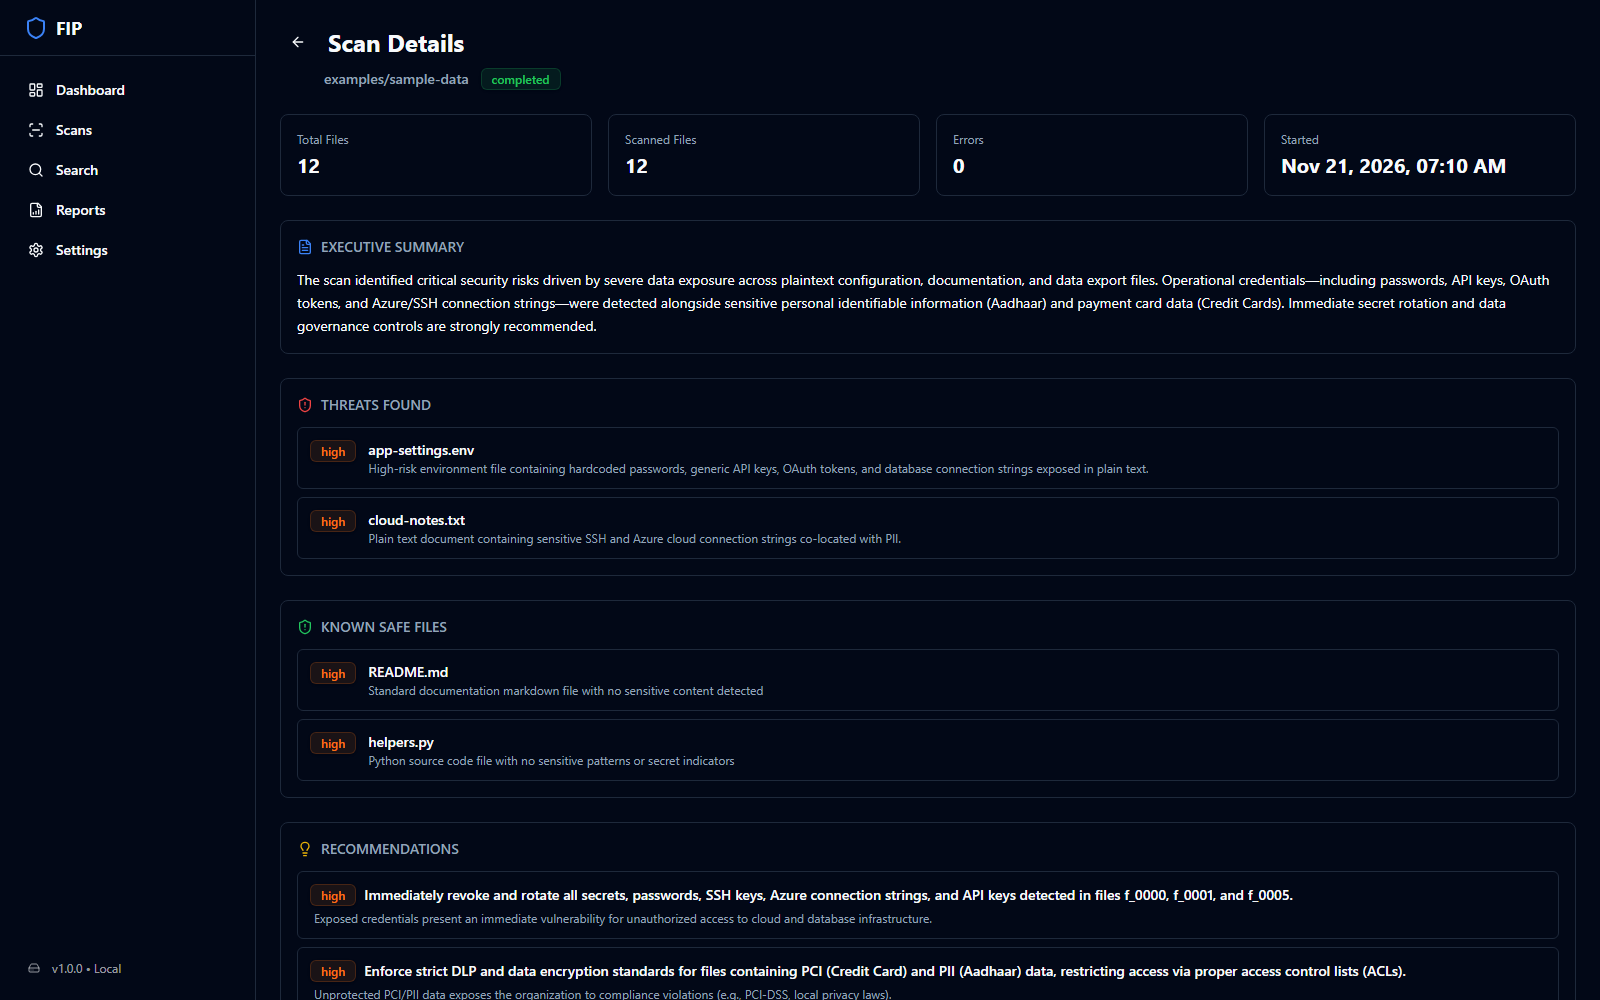 FIP
Dashboard
Scans
Search
Reports
Settings
v1.0.0 • Local
Scan Details
examples/sample-data
completed
Total Files
12
Scanned Files
12
Errors
0
Started
Nov 21, 2026, 07:10 AM
EXECUTIVE SUMMARY
The scan identified critical security risks driven by severe data exposure across plaintext configuration, documentation, and data export files. Operational credentials—including passwords, API keys, OAuth
tokens, and Azure/SSH connection strings—were detected alongside sensitive personal identifiable information (Aadhaar) and payment card data (Credit Cards). Immediate secret rotation and data
governance controls are strongly recommended.
THREATS FOUND
high
app-settings.env
High-risk environment file containing hardcoded passwords, generic API keys, OAuth tokens, and database connection strings exposed in plain text.
high
cloud-notes.txt
Plain text document containing sensitive SSH and Azure cloud connection strings co-located with PII.
KNOWN SAFE FILES
high
README.md
Standard documentation markdown file with no sensitive content detected
high
helpers.py
Python source code file with no sensitive patterns or secret indicators
RECOMMENDATIONS
high
Immediately revoke and rotate all secrets, passwords, SSH keys, Azure connection strings, and API keys detected in files f_0000, f_0001, and f_0005.
Exposed credentials present an immediate vulnerability for unauthorized access to cloud and database infrastructure.
high
Enforce strict DLP and data encryption standards for files containing PCI (Credit Card) and PII (Aadhaar) data, restricting access via proper access control lists (ACLs).
Unprotected PCI/PII data exposes the organization to compliance violations (e.g., PCI-DSS, local privacy laws).